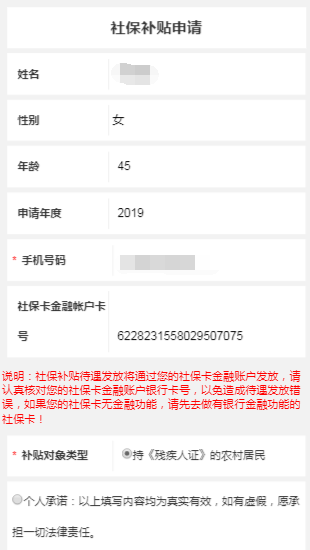 社保补贴申请
姓名
性别 女
年龄 45
申请年度 2019
* 手机号码
社保卡金融帐户卡
号 6228231558029507075
说明：社保补贴待遇发放将通过您的社保卡金融账户发放，请
认真核对您的社保卡金融账户银行卡号，以免造成待遇发放错
误，如果您的社保卡无金融功能，请先去做有银行金融功能的
社保卡！
* 补贴对象类型 持《残疾人证》的农村居民
个人承诺：以上填写内容均为真实有效，如有虚假，愿承
担一切法律责任。